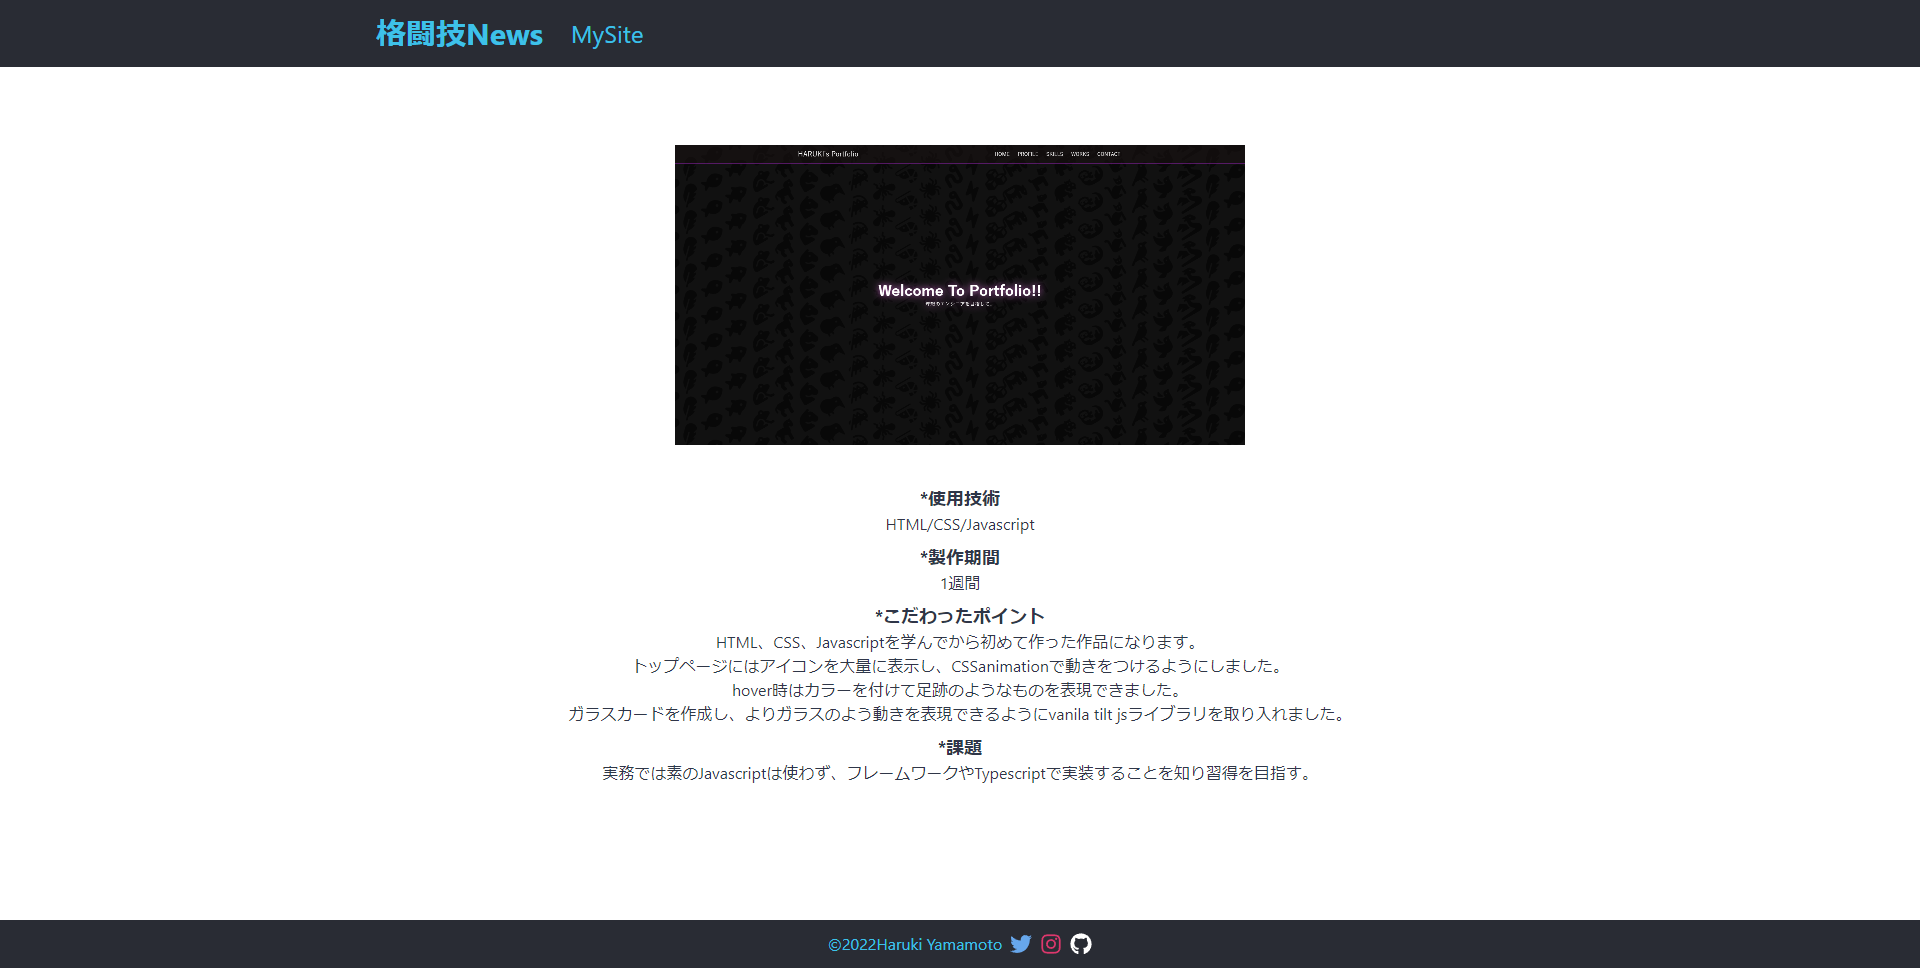 格闘技News MySite
HARUKI's Portfolio HOME PROFILE SKILLS WORKS CONTACT
Welcome To Portfolio!!
*使用技術
HTML/CSS/Javascript
*製作期間
1週間
*こだわったポイント
HTML、CSS、Javascriptを学んでから初めて作った作品になります。
トップページにはアイコンを大量に表示し、CSSanimationで動きをつけるようにしました。
hover時はカラーを付けて足跡のようなものを表現できました。
ガラスカードを作成し、よりガラスのよう動きを表現できるようにvanila tilt jsライブラリを取り入れました。
*課題
実務では素のJavascriptは使わず、フレームワークやTypescriptで実装することを知り習得を目指す。
©2022Haruki Yamamoto